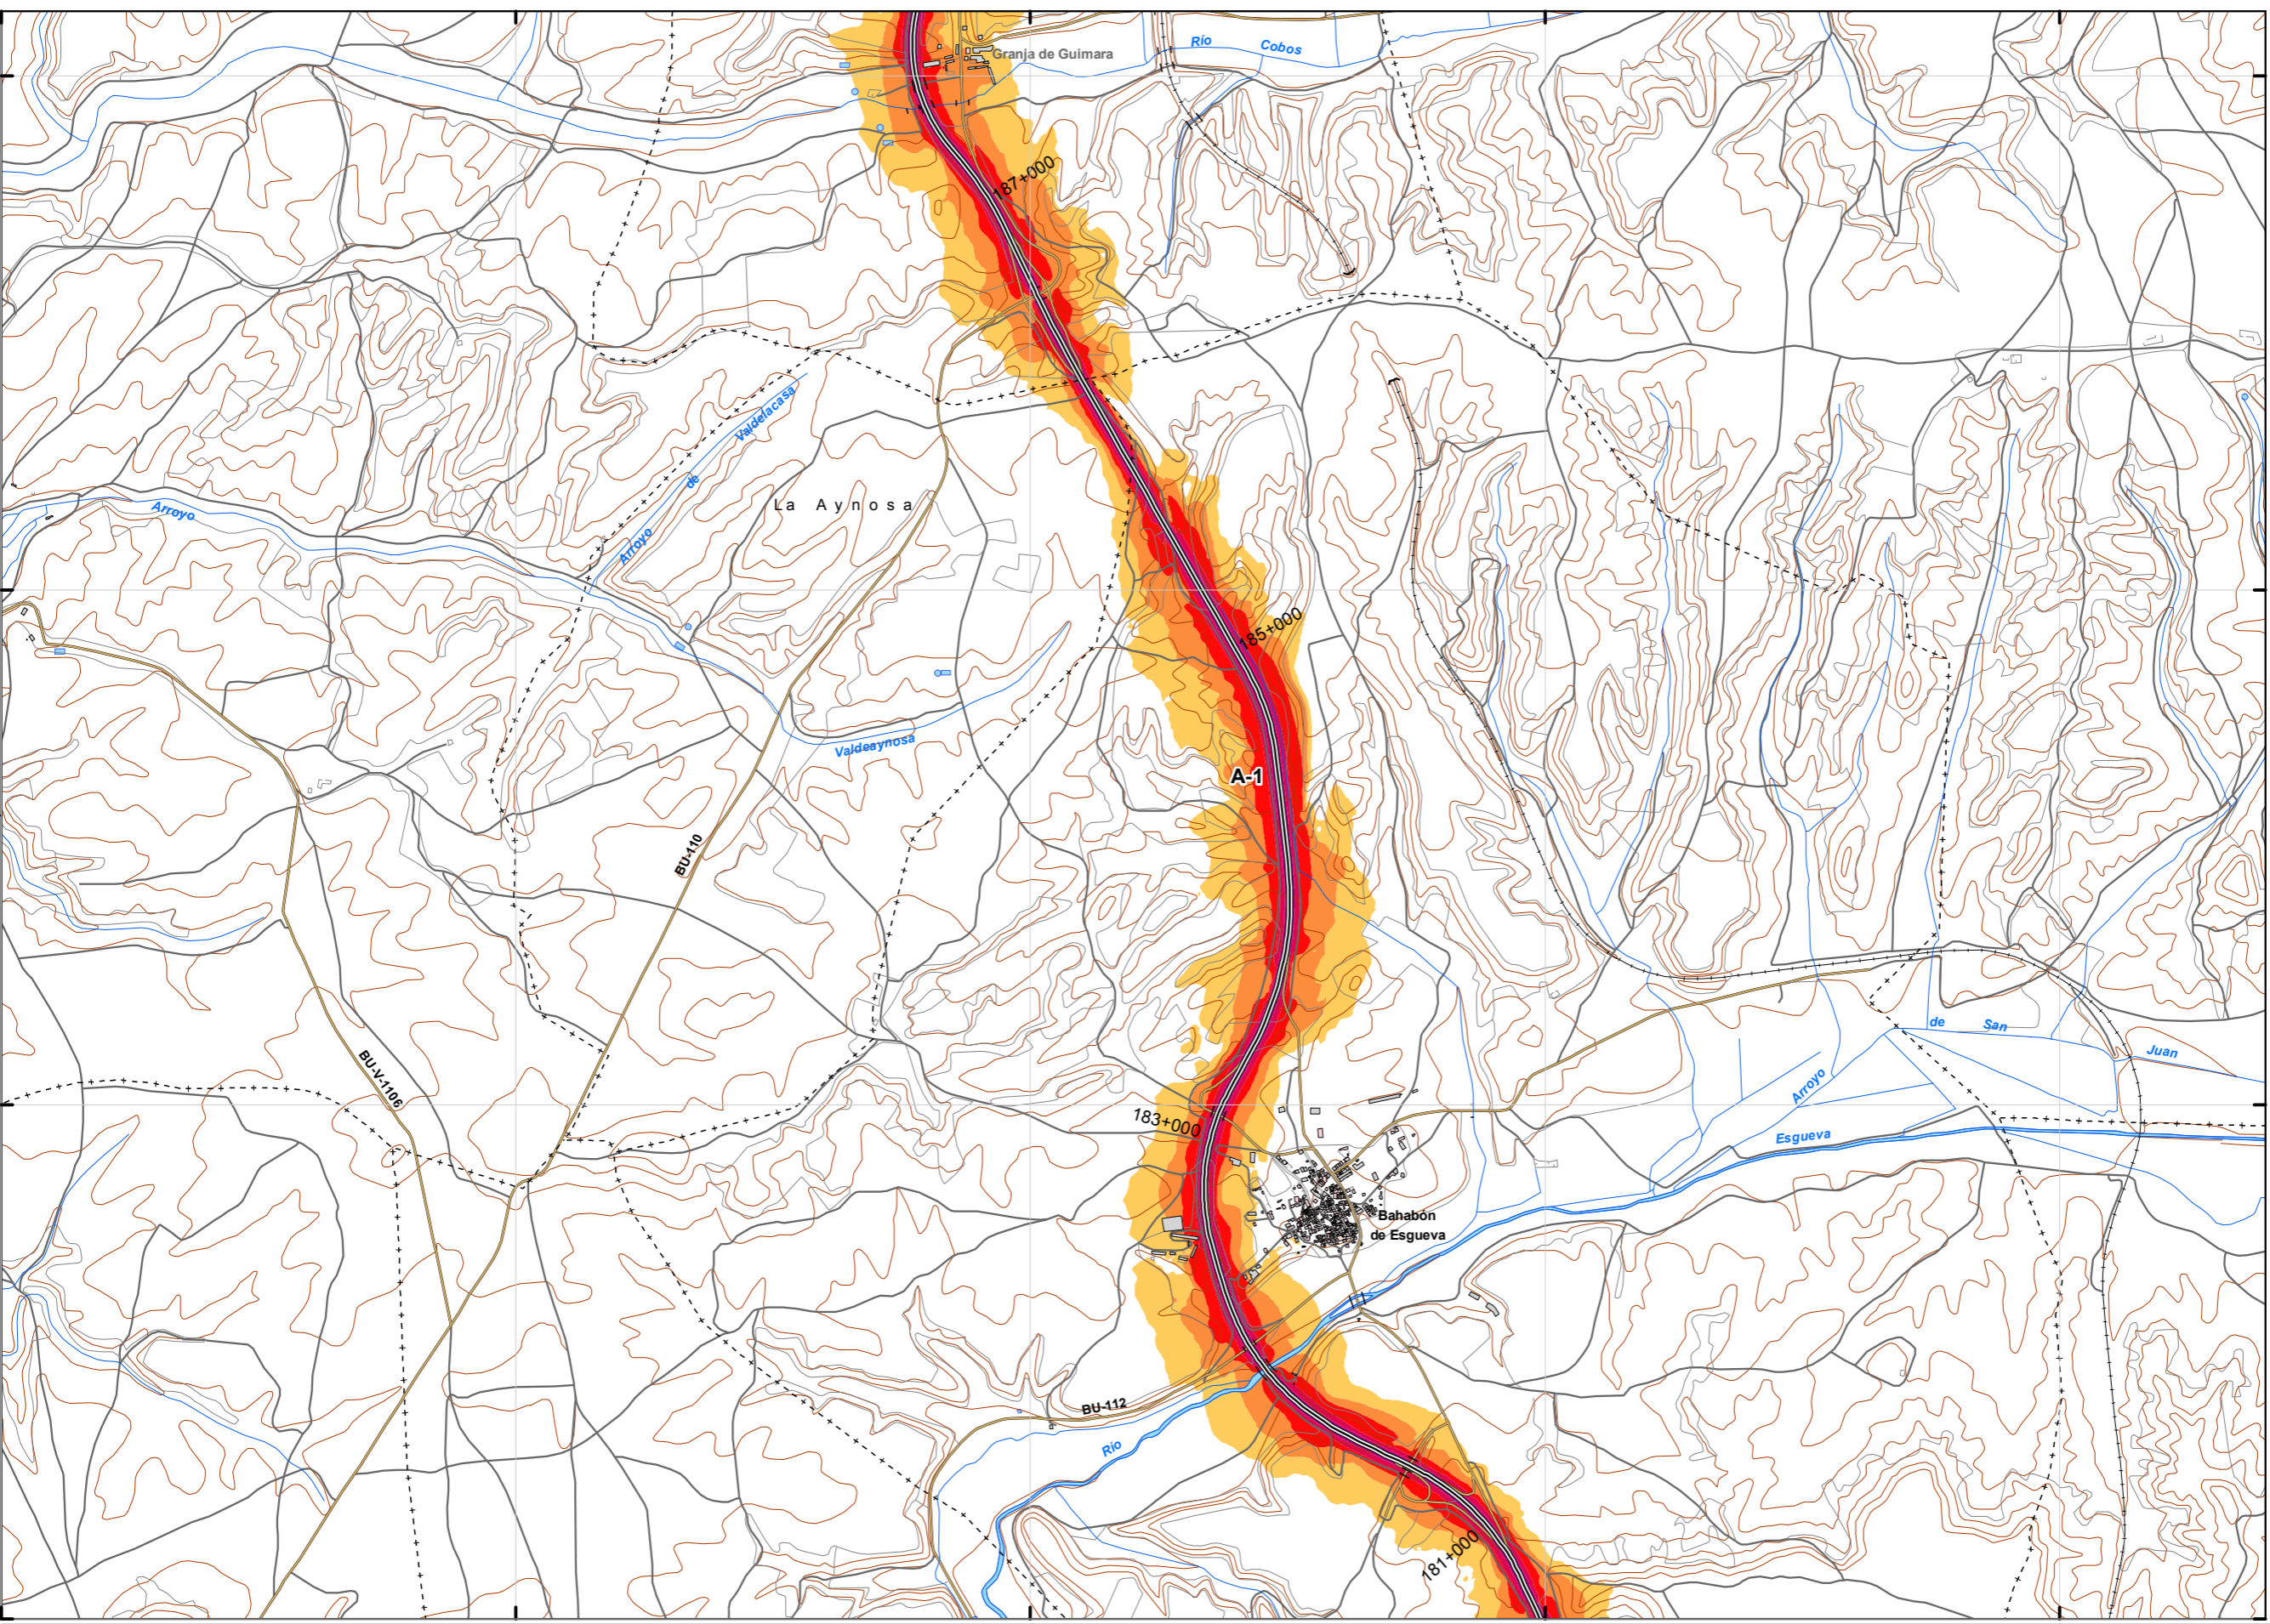 Granja de Guimara
Río
Cobos
187+000
Arroyo
de
Valdelacasa
La Aynosa
Arroyo
185+000
Valdeaynosa
A-1
BU-110
BU-V-1106
183+000
de
San
Juan
Arroyo
Esgueva
Bahabón
de Esgueva
BU-112
Río
181+000